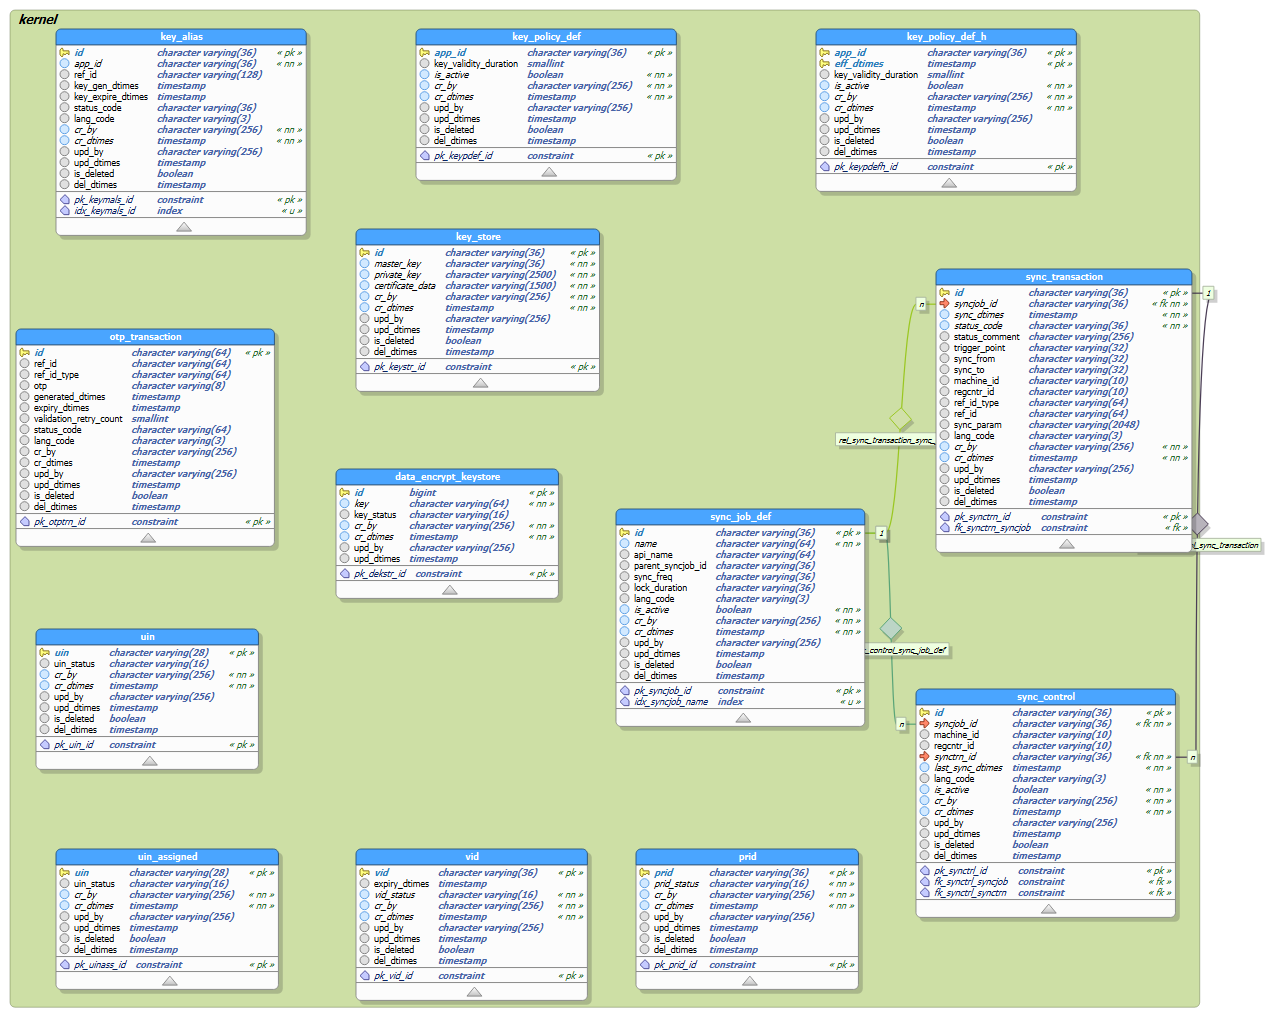 kernel
key_alias
id character varying(36) « pk »
app_id character varying(36) « nn »
ref_id character varying(128)
key_gen_dtimes timestamp
key_expire_dtimes timestamp
status_code character varying(36)
lang_code character varying(3)
cr_by character varying(256) « nn »
cr_dtimes timestamp « nn »
upd_by character varying(256)
upd_dtimes timestamp
is_deleted boolean
del_dtimes timestamp
pk_keymals_id constraint « pk »
idx_keymals_id index « u »
key_policy_def
app_id character varying(36) « pk »
key_validity_duration smallint
is_active boolean « nn »
cr_by character varying(256) « nn »
cr_dtimes timestamp « nn »
upd_by character varying(256)
upd_dtimes timestamp
is_deleted boolean
del_dtimes timestamp
pk_keypdef_id constraint « pk »
key_policy_def_h
app_id character varying(36) « pk »
eff_dtimes timestamp « pk »
key_validity_duration smallint
is_active boolean « nn »
cr_by character varying(256) « nn »
cr_dtimes timestamp « nn »
upd_by character varying(256)
upd_dtimes timestamp
is_deleted boolean
del_dtimes timestamp
pk_keypdefh_id constraint « pk »
key_store
id character varying(36) « pk »
master_key character varying(36) « nn »
private_key character varying(2500) « nn »
certificate_data character varying(1500) « nn »
cr_by character varying(256) « nn »
cr_dtimes timestamp « nn »
upd_by character varying(256)
upd_dtimes timestamp
is_deleted boolean
del_dtimes timestamp
pk_keystr_id constraint « pk »
sync_transaction
id character varying(36) « pk »
syncjob_id character varying(36) « fk nn »
sync_dtimes timestamp « nn »
status_code character varying(36) « nn »
status_comment character varying(256)
trigger_point character varying(32)
sync_from character varying(32)
sync_to character varying(32)
machine_id character varying(10)
regcntr_id character varying(10)
ref_id_type character varying(64)
ref_id character varying(64)
sync_param character varying(2048)
lang_code character varying(3)
cr_by character varying(256) « nn »
cr_dtimes timestamp « nn »
upd_by character varying(256)
upd_dtimes timestamp
is_deleted boolean
del_dtimes timestamp
pk_synctrn_id constraint « pk »
fk_synctrn_syncjob constraint « fk »
1
n
rel_sync_transaction_sync_
l_sync_transaction
otp_transaction
id character varying(64) « pk »
ref_id character varying(64)
ref_id_type character varying(64)
otp character varying(8)
generated_dtimes timestamp
expiry_dtimes timestamp
validation_retry_count smallint
status_code character varying(64)
lang_code character varying(3)
cr_by character varying(256)
cr_dtimes timestamp
upd_by character varying(256)
upd_dtimes timestamp
is_deleted boolean
del_dtimes timestamp
pk_otptrn_id constraint « pk »
data_encrypt_keystore
id bigint « pk »
key character varying(64) « nn »
key_status character varying(16)
cr_by character varying(256) « nn »
cr_dtimes timestamp « nn »
upd_by character varying(256)
upd_dtimes timestamp
pk_dekstr_id constraint « pk »
sync_job_def
id character varying(36) « pk »
name character varying(64) « nn »
api_name character varying(64)
parent_syncjob_id character varying(36)
sync_freq character varying(36)
lock_duration character varying(36)
lang_code character varying(3)
is_active boolean « nn »
cr_by character varying(256) « nn »
cr_dtimes timestamp « nn »
upd_by character varying(256)
upd_dtimes timestamp
is_deleted boolean
del_dtimes timestamp
pk_syncjob_id constraint « pk »
idx_syncjob_name index « u »
1
_control_sync_job_def
n
uin
uin character varying(28) « pk »
uin_status character varying(16)
cr_by character varying(256) « nn »
cr_dtimes timestamp « nn »
upd_by character varying(256)
upd_dtimes timestamp
is_deleted boolean
del_dtimes timestamp
pk_uin_id constraint « pk »
sync_control
id character varying(36) « pk »
syncjob_id character varying(36) « fk nn »
machine_id character varying(10)
regcntr_id character varying(10)
synctrn_id character varying(36) « fk nn »
last_sync_dtimes timestamp « nn »
lang_code character varying(3)
is_active boolean « nn »
cr_by character varying(256) « nn »
cr_dtimes timestamp « nn »
upd_by character varying(256)
upd_dtimes timestamp
is_deleted boolean
del_dtimes timestamp
pk_synctrl_id constraint « pk »
fk_synctrl_syncjob constraint « fk »
fk_synctrl_synctrn constraint « fk »
n
uin_assigned
uin character varying(28) « pk »
uin_status character varying(16)
cr_by character varying(256) « nn »
cr_dtimes timestamp « nn »
upd_by character varying(256)
upd_dtimes timestamp
is_deleted boolean
del_dtimes timestamp
pk_uinass_id constraint « pk »
vid
vid character varying(36) « pk »
expiry_dtimes timestamp
vid_status character varying(16) « nn »
cr_by character varying(256) « nn »
cr_dtimes timestamp « nn »
upd_by character varying(256)
upd_dtimes timestamp
is_deleted boolean
del_dtimes timestamp
pk_vid_id constraint « pk »
prid
prid character varying(36) « pk »
prid_status character varying(16) « nn »
cr_by character varying(256) « nn »
cr_dtimes timestamp « nn »
upd_by character varying(256)
upd_dtimes timestamp
is_deleted boolean
del_dtimes timestamp
pk_prid_id constraint « pk »